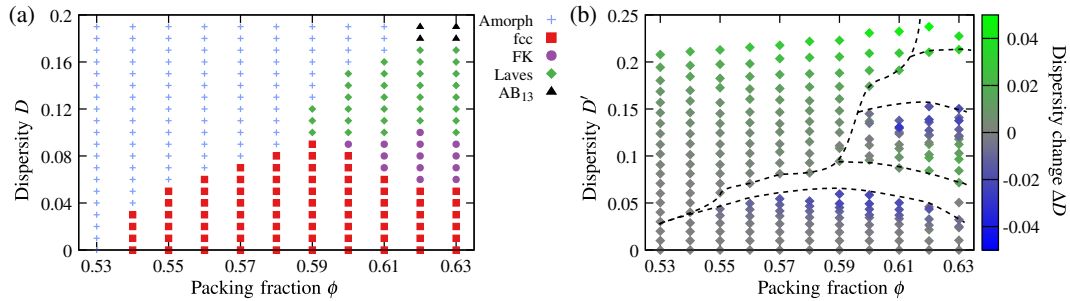 (a)
0.2
0.16
0.12
0.08
0.04
0
Dispersity D
0.53
0.55
0.57
0.59
0.61
0.63
Packing fraction ϕ
Amorph
fcc
FK
Laves
AB₁₃
(b)
0.25
0.2
0.15
0.1
0.05
0
Dispersity D′
0.53
0.55
0.57
0.59
0.61
0.63
Packing fraction ϕ
0.04
0.02
0
-0.02
-0.04
Dispersity change ΔD